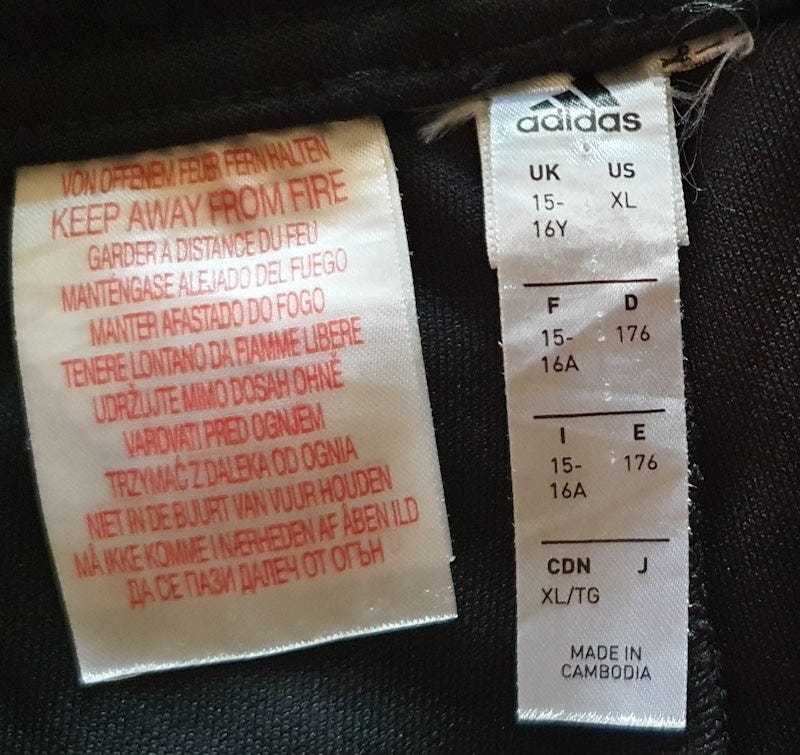 VON OFFENEM FEUER FERNHALTEN
KEEP AWAY FROM FIRE
GARDER A DISTANCE DU FEU
MANTÉNGASE ALEJADO DEL FUEGO
MANTER AFASTADO DO FOGO
TENERE LONTANO DA FIAMME LIBERE
UDRŽUJTE MIMO DOSAH OHNĚ
VAROVATI PRED OGNJEM
TRZYMAĆ Z DALEKA OD OGNIA
NIET IN DE BUURT VAN VUUR HOUDEN
MÅ IKKE KOMME I NÆRHEDEN AF ÅBEN ILD
ДА СЕ ПАЗИ ДАЛЕЧ ОТ ОГЪН
adidas
UK US
15-
16Y XL
F D
15-
16A 176
I E
15-
16A 176
CDN J
XL/TG
MADE IN
CAMBODIA